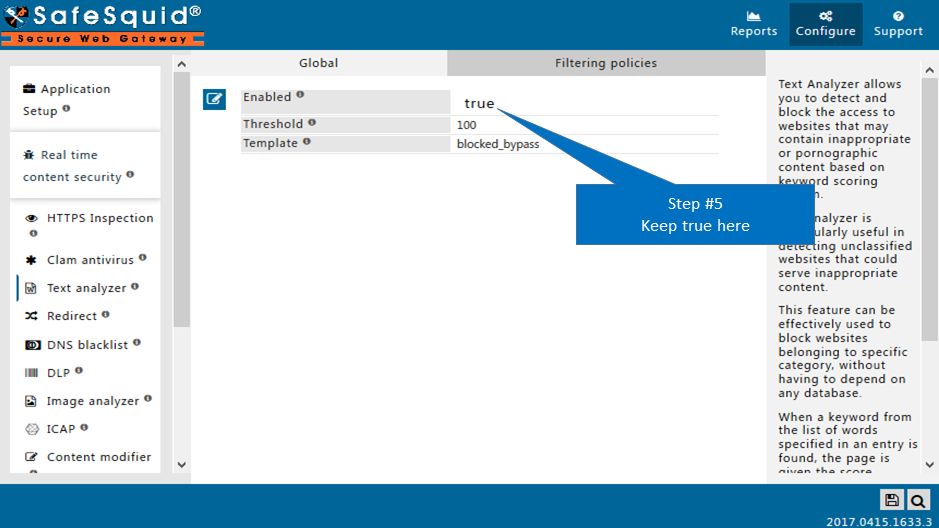 SafeSquid®
Secure Web Gateway
Reports
Configure
Support
Application
Setup
Real time
content security
HTTPS Inspection
Clam antivirus
Text analyzer
Redirect
DNS blacklist
DLP
Image analyzer
ICAP
Content modifier
Global
Filtering policies
Enabled
true
Threshold
100
Template
blocked_bypass
Step #5
Keep true here
Text Analyzer allows
you to detect and
block the access to
websites that may
contain inappropriate
or pornographic
content based on
keyword scoring
nalyzer is
ularly useful in
detecting unclassified
websites that could
serve inappropriate
content.
This feature can be
effectively used to
block websites
belonging to specific
category, without
having to depend on
any database.
When a keyword from
the list of words
specified in an entry is
found, the page is
given the score
2017.0415.1633.3